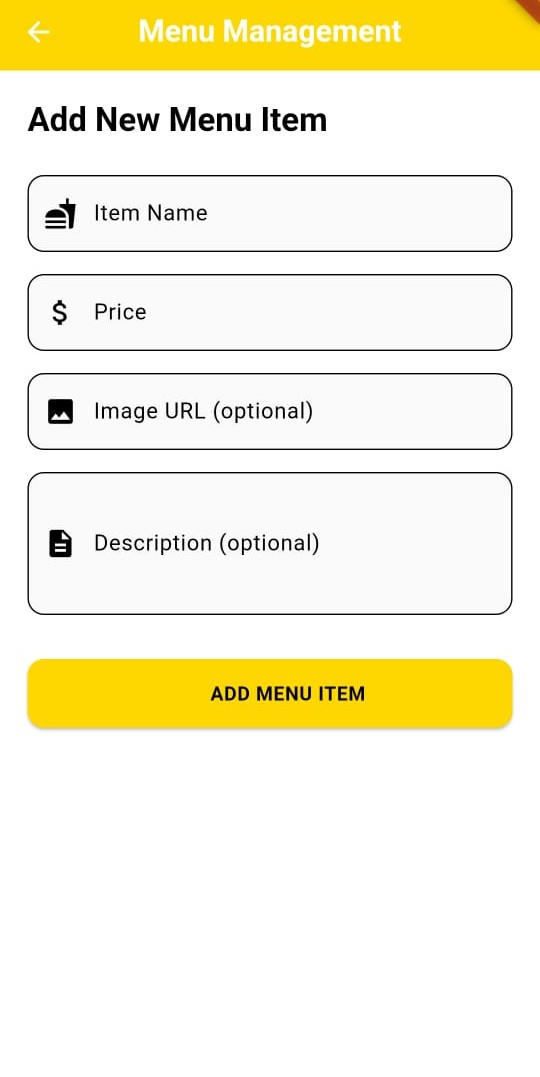 Menu Management
Add New Menu Item
Item Name
$ Price
Image URL (optional)
Description (optional)
ADD MENU ITEM